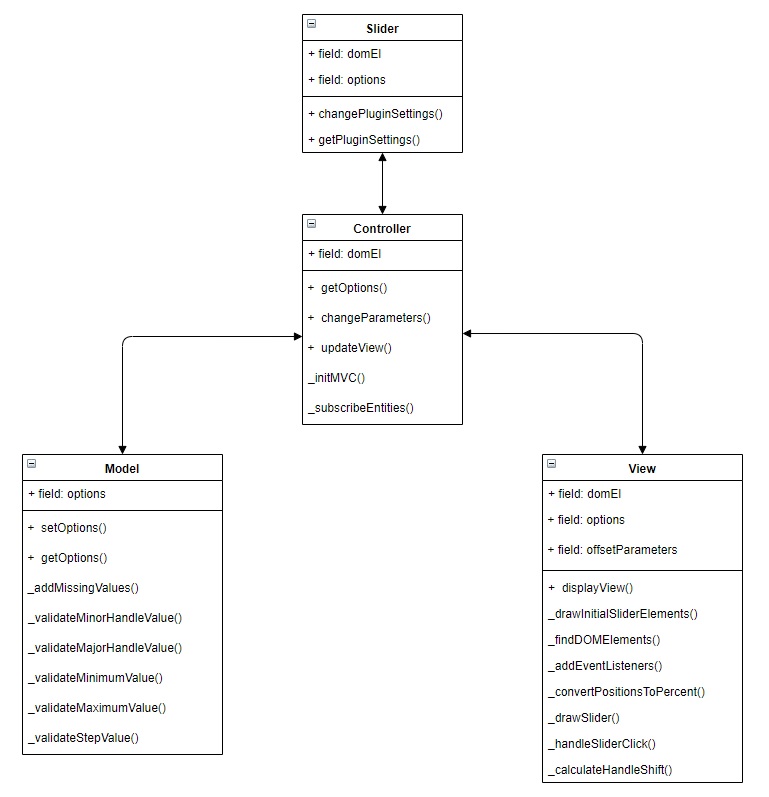 Slider
+ field: domEl
+ field: options
+ changePluginSettings()
+ getPluginSettings()
Controller
+ field: domEl
+ getOptions()
+ changeParameters()
+ updateView()
_initMVC()
_subscribeEntities()
Model
+ field: options
+ setOptions()
+ getOptions()
_addMissingValues()
_validateMinorHandleValue()
_validateMajorHandleValue()
_validateMinimumValue()
_validateMaximumValue()
_validateStepValue()
View
+ field: domEl
+ field: options
+ field: offsetParameters
+ displayView()
_drawInitialSliderElements()
_findDOMElements()
_addEventListeners()
_convertPositionsToPercent()
_drawSlider()
_handleSliderClick()
_calculateHandleShift()